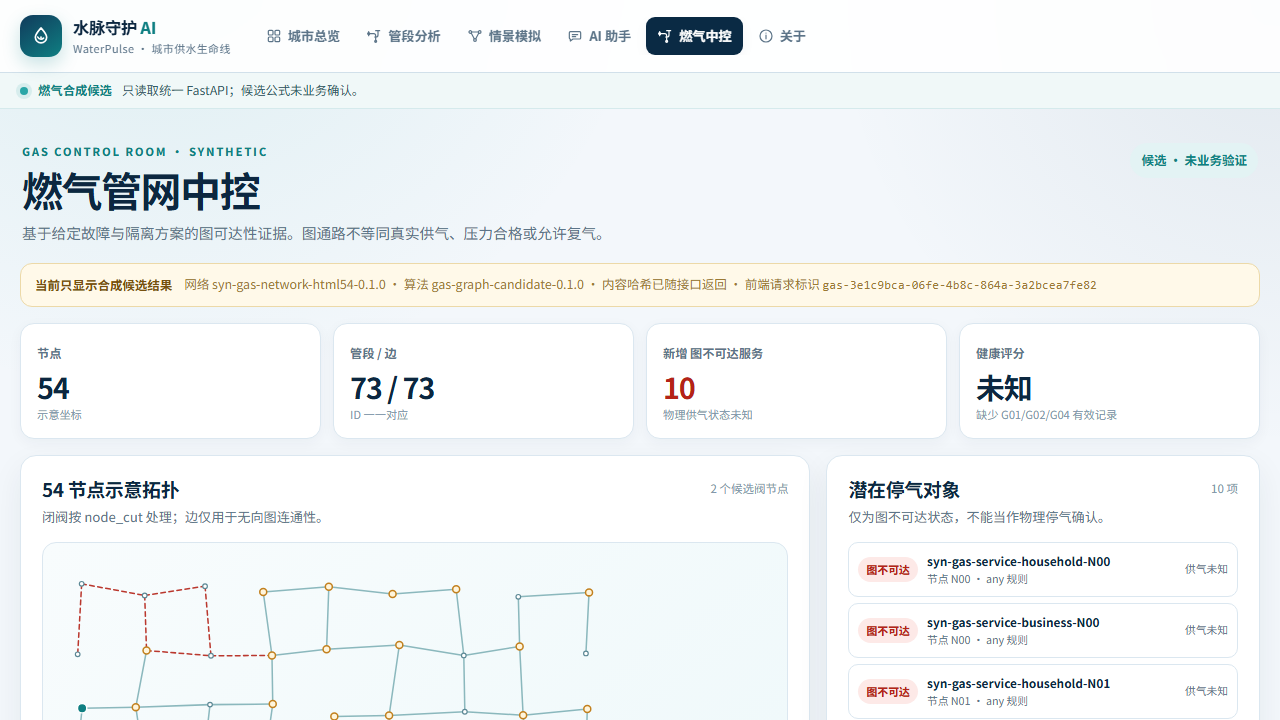 水脉守护 AI
WaterPulse · 城市供水生命线
城市总览
管段分析
情景模拟
AI 助手
燃气中控
关于
燃气合成候选 只读取统一 FastAPI；候选公式未业务确认。
GAS CONTROL ROOM · SYNTHETIC
燃气管网中控
候选 · 未业务验证
基于给定故障与隔离方案的图可达性证据。图通路不等同真实供气、压力合格或允许复气。
当前只显示合成候选结果 网络 syn-gas-network-html54-0.1.0 · 算法 gas-graph-candidate-0.1.0 · 内容哈希已随接口返回 · 前端请求标识 gas-3e1c9bca-06fe-4b8c-864a-3a2bcea7fe82
节点
54
示意坐标
管段 / 边
73 / 73
ID 一一对应
新增 图不可达服务
10
物理供气状态未知
健康评分
未知
缺少 G01/G02/G04 有效记录
54 节点示意拓扑
2 个候选阀节点
闭阀按 node_cut 处理；边仅用于无向图连通性。
潜在停气对象
10 项
仅为图不可达状态，不能当作物理停气确认。
图不可达
syn-gas-service-household-N00
节点 N00 · any 规则
供气未知
图不可达
syn-gas-service-business-N00
节点 N00 · any 规则
供气未知
图不可达
syn-gas-service-household-N01
节点 N01 · any 规则
供气未知